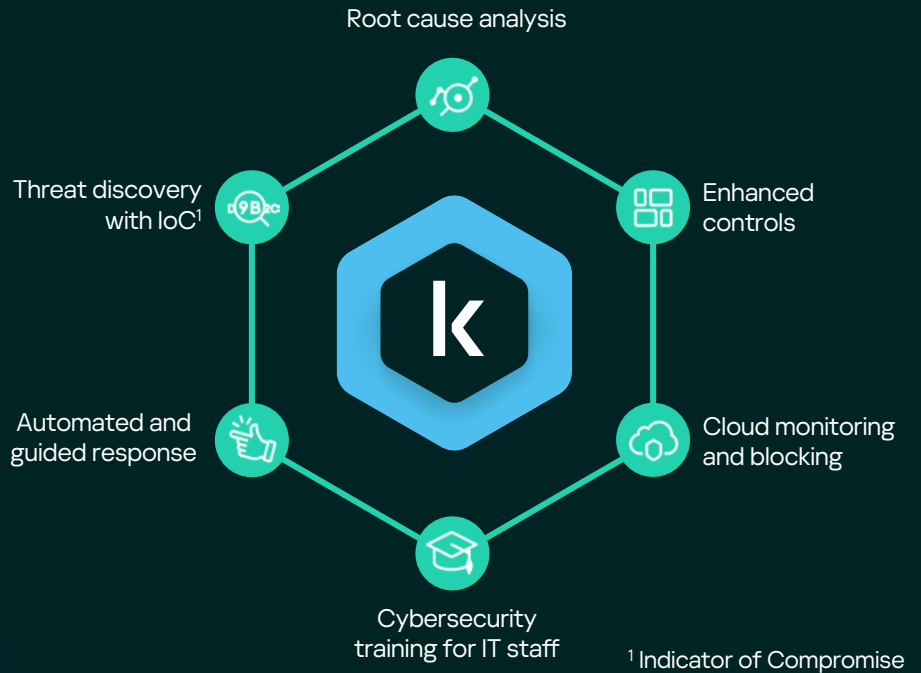 Root cause analysis
Threat discovery
with IoC¹
Enhanced
controls
D9B2C
k
Automated and
guided response
Cloud monitoring
and blocking
Cybersecurity
training for IT staff
¹ Indicator of Compromise